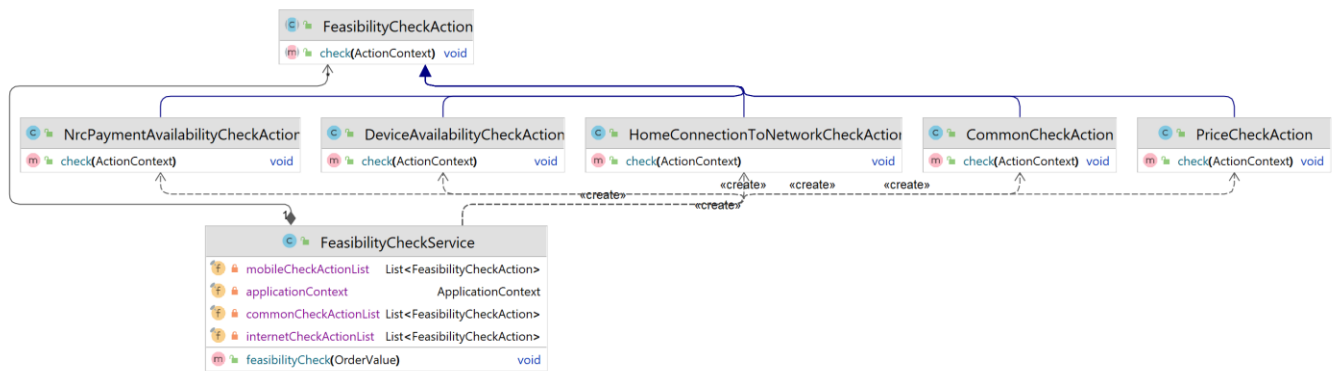 FeasibilityCheckAction
check(ActionContext) void
NrcPaymentAvailabilityCheckAction
check(ActionContext) void
DeviceAvailabilityCheckAction
check(ActionContext) void
HomeConnectionToNetworkCheckAction
check(ActionContext) void
CommonCheckAction
check(ActionContext) void
PriceCheckAction
check(ActionContext) void
«create»
«create»
«create»
«create»
«create»
1
FeasibilityCheckService
mobileCheckActionList List<FeasibilityCheckAction>
applicationContext ApplicationContext
commonCheckActionList List<FeasibilityCheckAction>
internetCheckActionList List<FeasibilityCheckAction>
feasibilityCheck(OrderValue) void